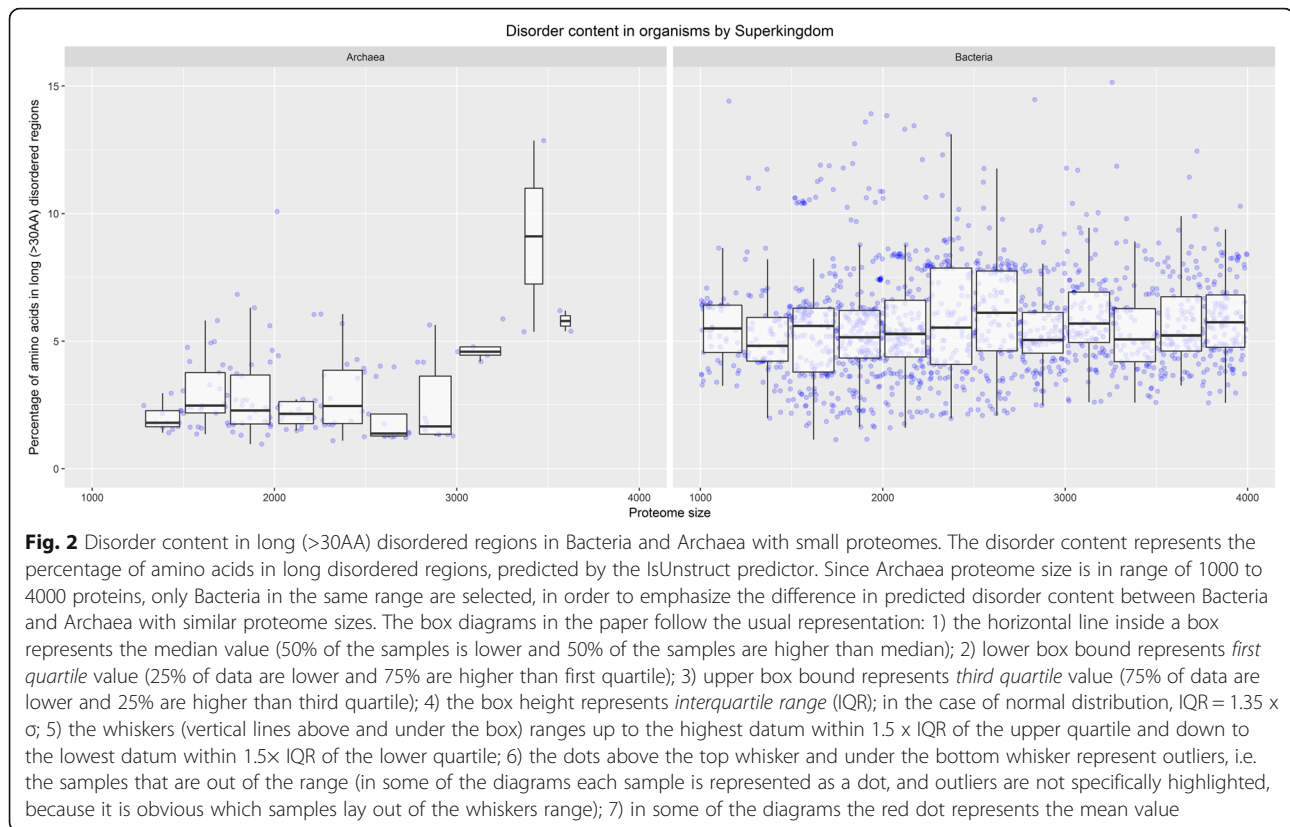 Disorder content in organisms by Superkingdom
Archaea
Bacteria
Percentage of amino acids in long (>30AA) disordered regions
15
10
5
0
1000
2000
3000
4000
1000
2000
3000
4000
Proteome size
Fig. 2 Disorder content in long (>30AA) disordered regions in Bacteria and Archaea with small proteomes. The disorder content represents the
percentage of amino acids in long disordered regions, predicted by the IsUnstruct predictor. Since Archaea proteome size is in range of 1000 to
4000 proteins, only Bacteria in the same range are selected, in order to emphasize the difference in predicted disorder content between Bacteria
and Archaea with similar proteome sizes. The box diagrams in the paper follow the usual representation: 1) the horizontal line inside a box
represents the median value (50% of the samples is lower and 50% of the samples are higher than median); 2) lower box bound represents first
quartile value (25% of data are lower and 75% are higher than first quartile); 3) upper box bound represents third quartile value (75% of data are
lower and 25% are higher than third quartile); 4) the box height represents interquartile range (IQR); in the case of normal distribution, IQR = 1.35 x
σ; 5) the whiskers (vertical lines above and under the box) ranges up to the highest datum within 1.5 x IQR of the upper quartile and down to
the lowest datum within 1.5× IQR of the lower quartile; 6) the dots above the top whisker and under the bottom whisker represent outliers, i.e.
the samples that are out of the range (in some of the diagrams each sample is represented as a dot, and outliers are not specifically highlighted,
because it is obvious which samples lay out of the whiskers range); 7) in some of the diagrams the red dot represents the mean value